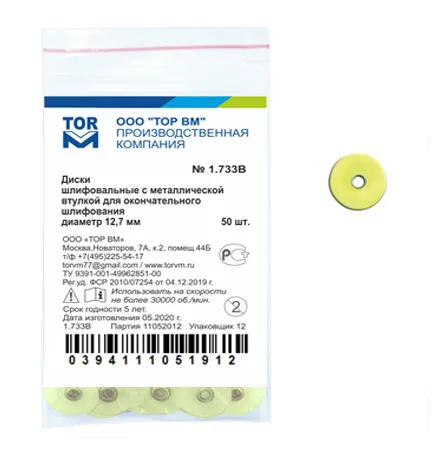 TOR
ВМ
ООО "ТОР ВМ"
ПРОИЗВОДСТВЕННАЯ
КОМПАНИЯ
№ 1.733В
Диски
шлифовальные с металлической
втулкой для окончательного
шлифования
диаметр 12,7 мм
50 шт.
ООО «ТОР ВМ»
Москва,Новаторов, 7А, к.2, помещ.44Б
т/ф +7(495)225-54-17
torvm77@gmail.com / www.torvm.ru
ТУ 9391-001-49962851-00
Рег.уд. ФСР 2010/07254 от 04.12.2019 г.
Использовать на скорости
не более 30000 об./мин.
Срок годности 5 лет.
Дата изготовления 05.2020 г.
2
1.733В Партия 11052012 Упаковщик 12
0394111051912